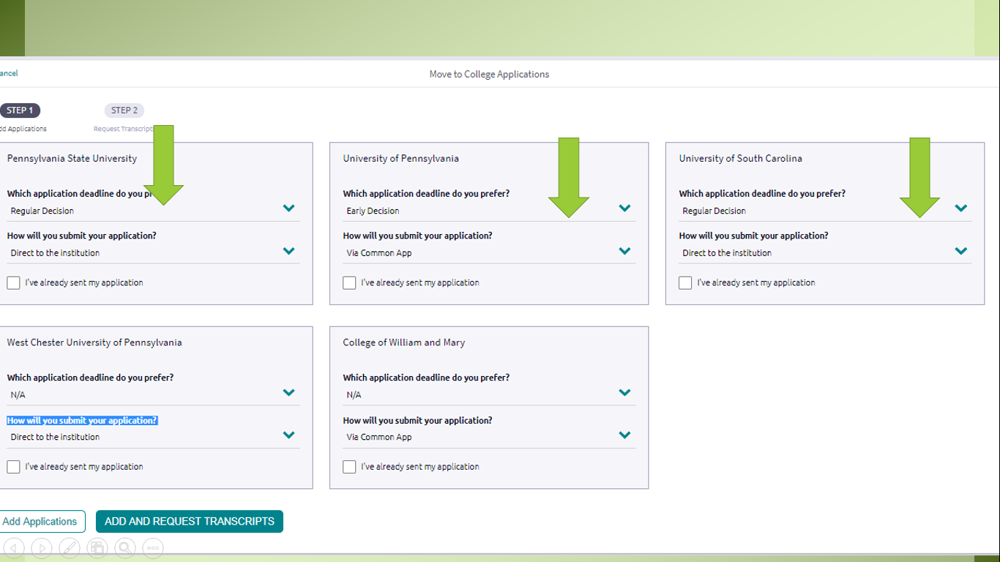 ancel
Move to College Applications
STEP 1
STEP 2
dd Applications
Request Transcripts
Pennsylvania State University
Which application deadline do you pr
Regular Decision
How will you submit your application?
Direct to the institution
I've already sent my application
University of Pennsylvania
Which application deadline do you prefer?
Early Decision
How will you submit your application?
Via Common App
I've already sent my application
University of South Carolina
Which application deadline do you prefer?
Regular Decision
How will you submit your application?
Direct to the institution
I've already sent my application
West Chester University of Pennsylvania
Which application deadline do you prefer?
N/A
How will you submit your application?
Direct to the institution
I've already sent my application
College of William and Mary
Which application deadline do you prefer?
N/A
How will you submit your application?
Via Common App
I've already sent my application
Add Applications
ADD AND REQUEST TRANSCRIPTS